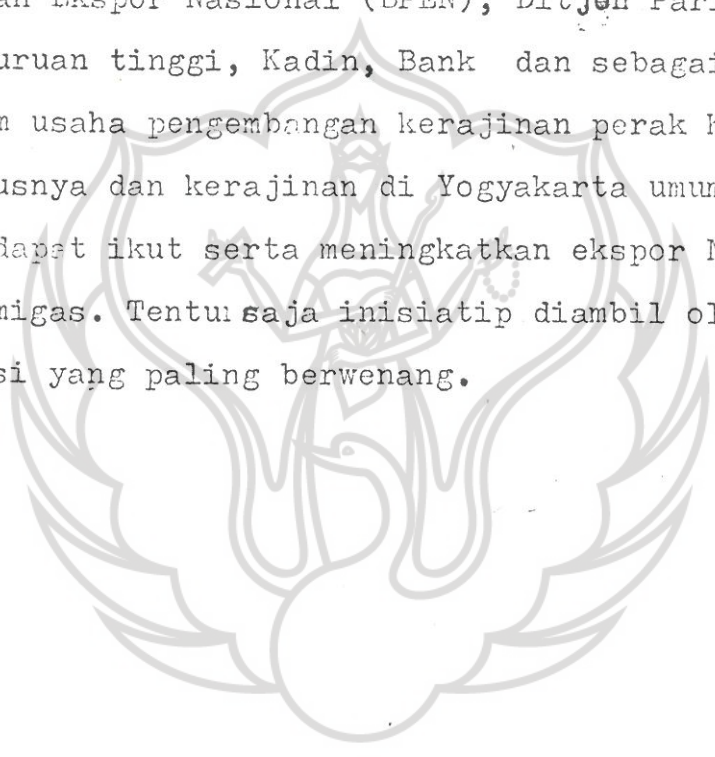 an Ekspor Nasional (BPEN), Ditjen Pari
uruan tinggi, Kadin, Bank dan sebagai
n usaha pengembangan kerajinan perak K
usnya dan kerajinan di Yogyakarta umum
dapat ikut serta meningkatkan ekspor N
migas. Tentu saja inisiatip diambil ol
si yang paling berwenang.